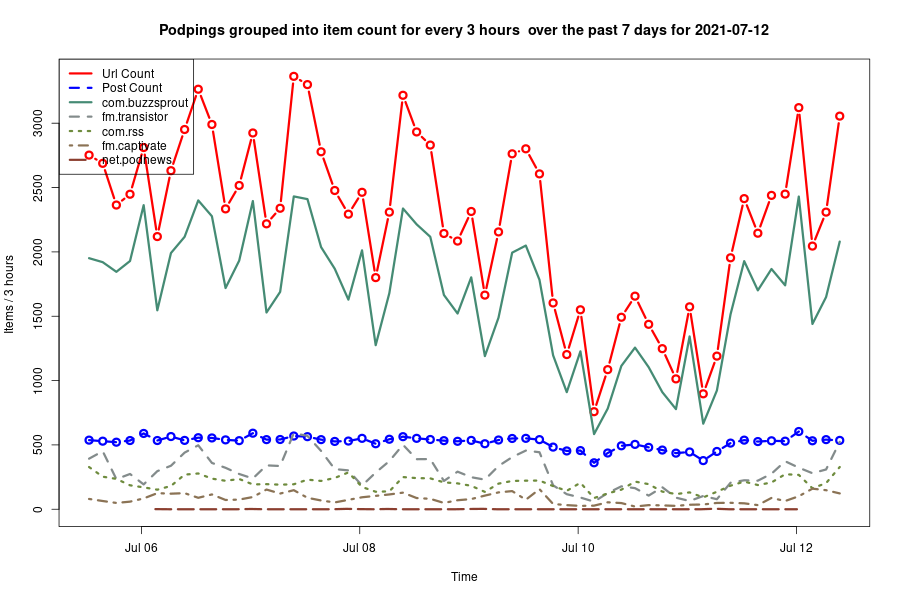 Podpings grouped into item count for every 3 hours  over the past 7 days for 2021-07-12
Url Count
Post Count
com.buzzsprout
fm.transistor
com.rss
fm.captivate
net.podnews
3000
2500
2000
1500
1000
500
0
Items / 3 hours
Jul 06
Jul 08
Jul 10
Jul 12
Time